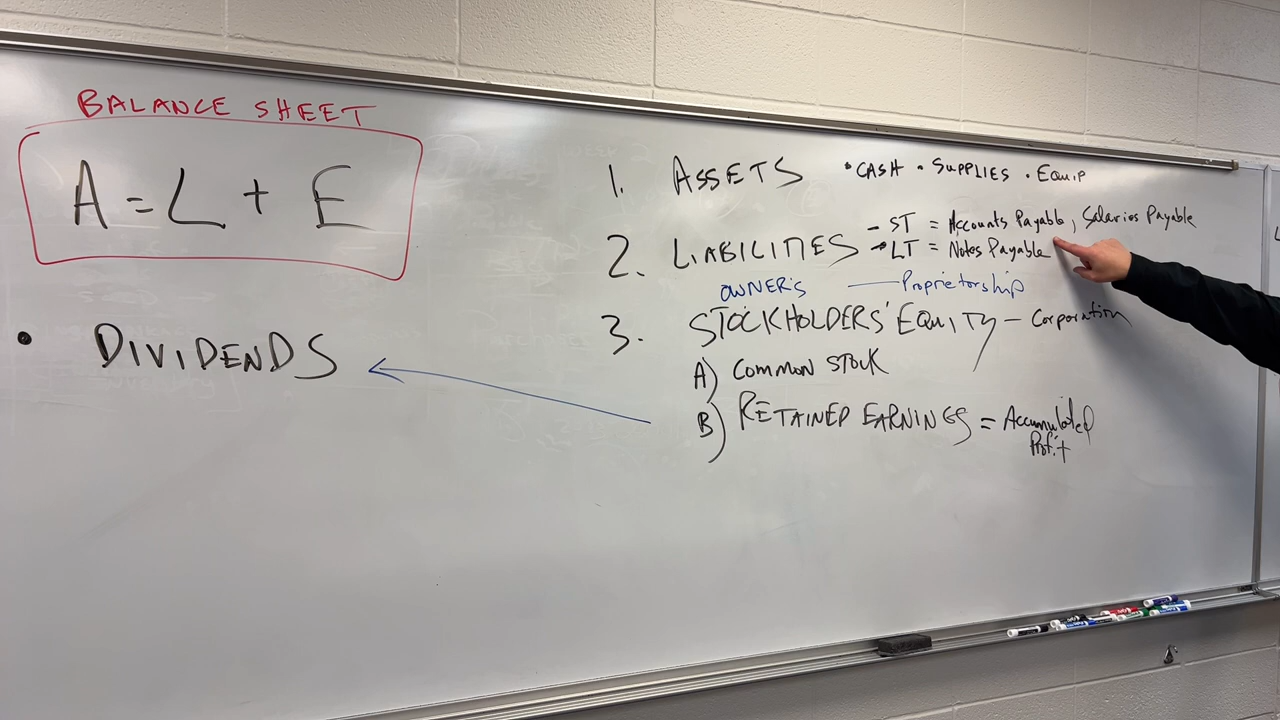 BALANCE SHEET
A = L + E
• DIVIDENDS
1. ASSETS • CASH • SUPPLIES • EQUIP
2. LIABILITIES - ST = Accounts Payable, Salaries Payable
- LT = Notes Payable
OWNER'S — Proprietorship
3. STOCKHOLDERS' EQUITY - Corporation
A) COMMON STOCK
B) RETAINED EARNINGS = Accumulated
Profit